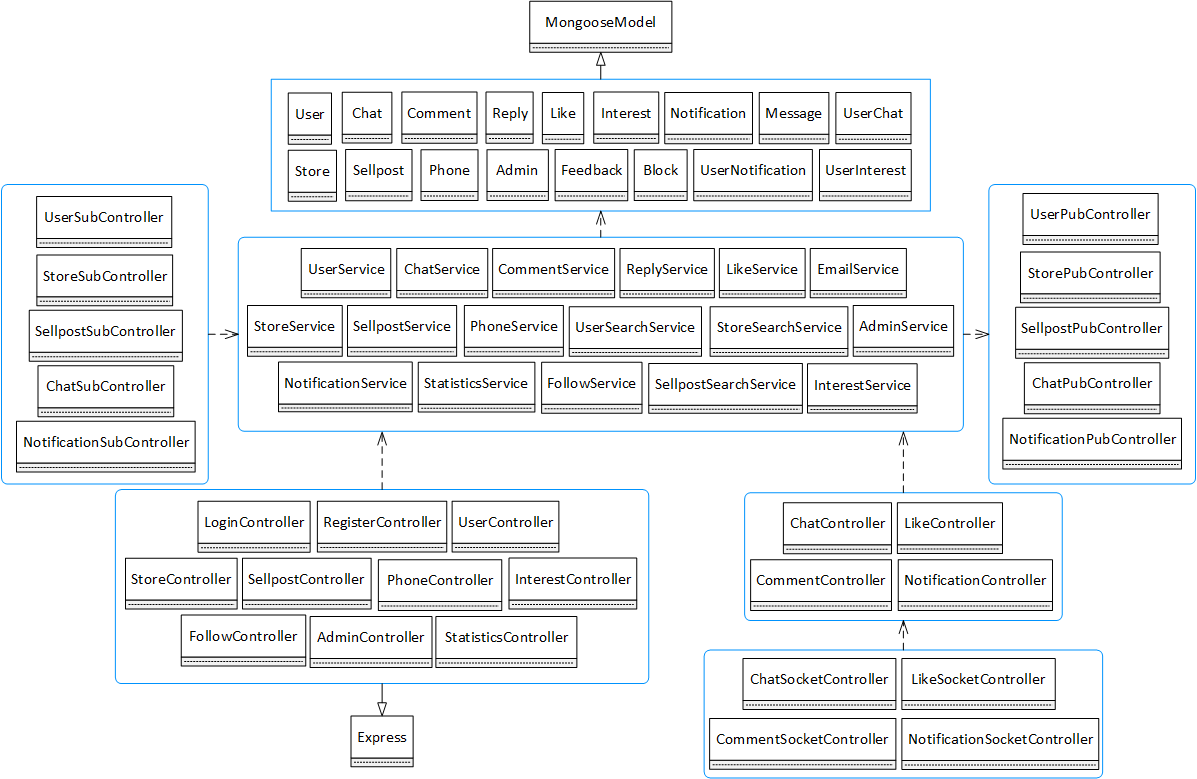 MongooseModel
User
Chat
Comment
Reply
Like
Interest
Notification
Message
UserChat
Store
Sellpost
Phone
Admin
Feedback
Block
UserNotification
UserInterest
UserSubController
StoreSubController
SellpostSubController
ChatSubController
NotificationSubController
UserService
ChatService
CommentService
ReplyService
LikeService
EmailService
StoreService
SellpostService
PhoneService
UserSearchService
StoreSearchService
AdminService
NotificationService
StatisticsService
FollowService
SellpostSearchService
InterestService
UserPubController
StorePubController
SellpostPubController
ChatPubController
NotificationPubController
LoginController
RegisterController
UserController
StoreController
SellpostController
PhoneController
InterestController
FollowController
AdminController
StatisticsController
Express
ChatController
LikeController
CommentController
NotificationController
ChatSocketController
LikeSocketController
CommentSocketController
NotificationSocketController